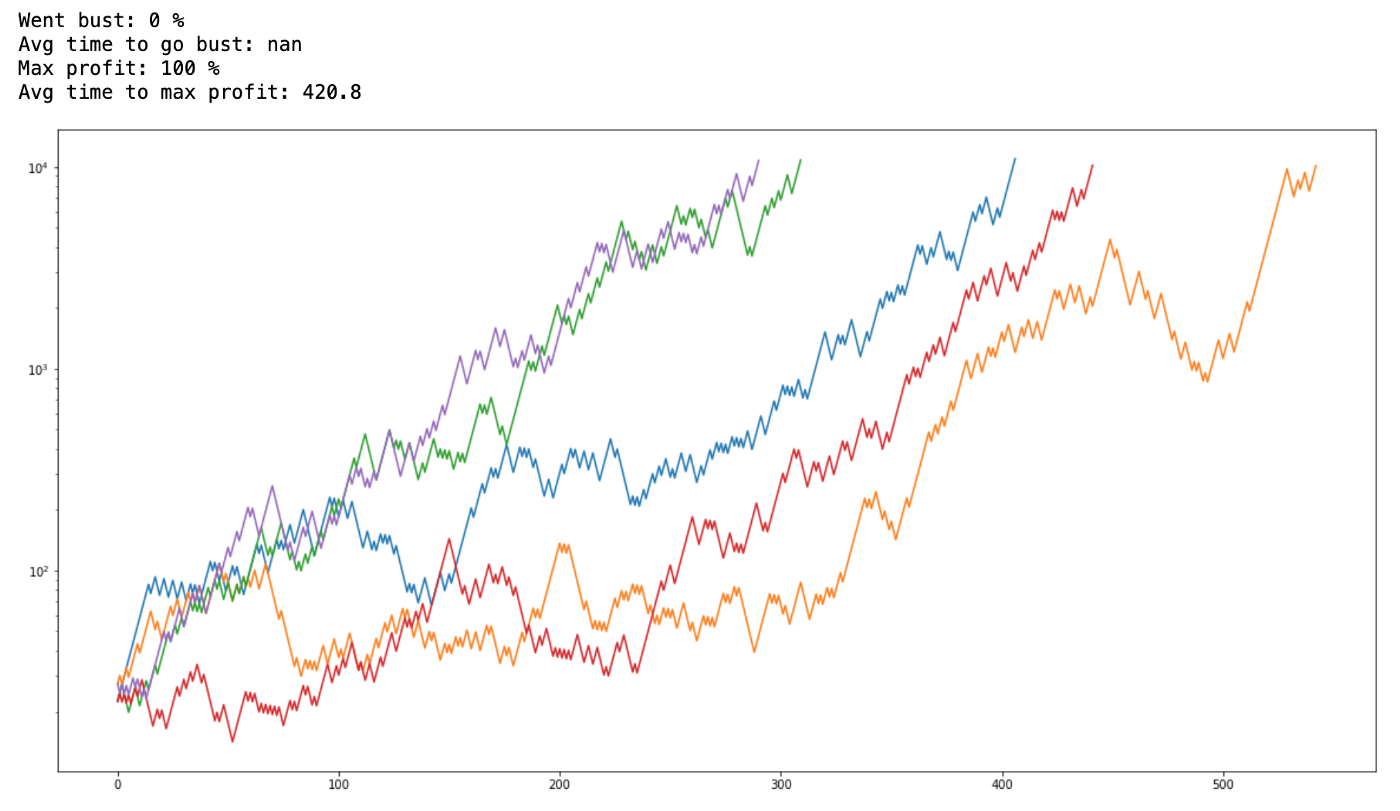 Went bust: 0 %
Avg time to go bust: nan
Max profit: 100 %
Avg time to max profit: 420.8
10⁴
10³
10²
0 100 200 300 400 500